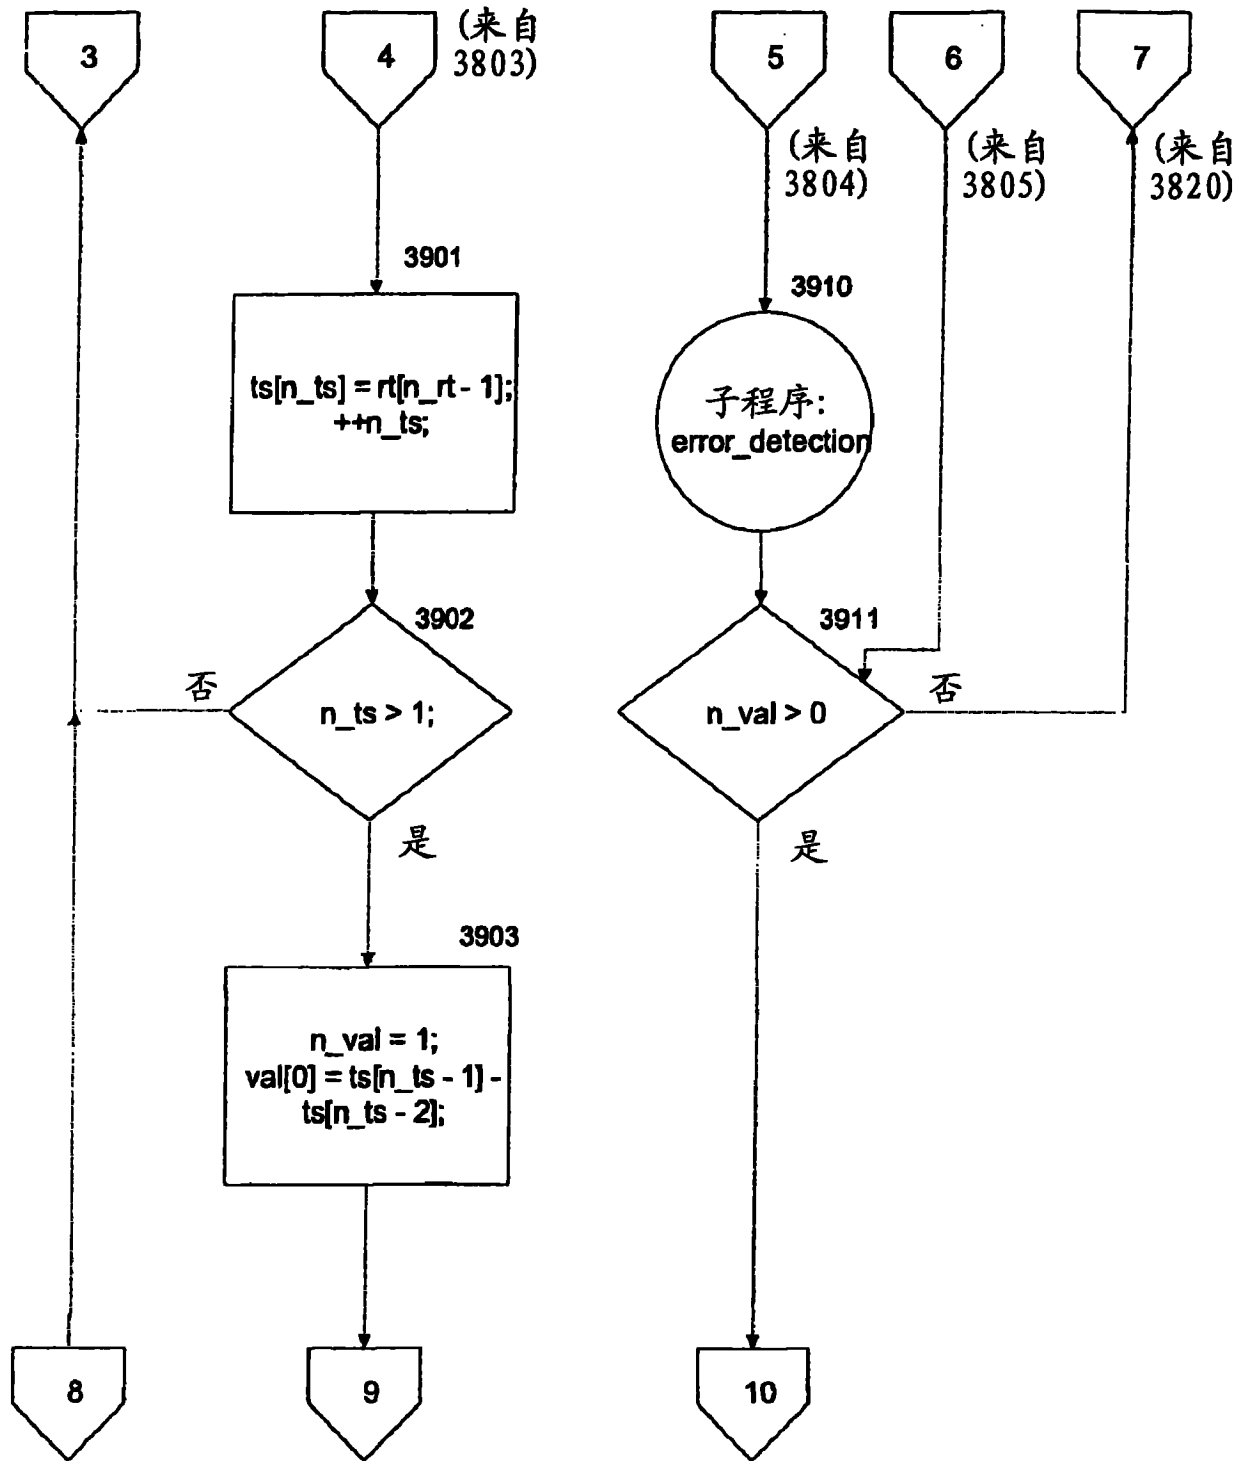 3
4
(来自
3803)
5
6
7
(来自
3804)
(来自
3805)
(来自
3820)
3901
ts[n_ts] = rt[n_rt - 1];
++n_ts;
3910
子程序:
error_detection
3902
n_ts > 1;
否
是
3911
n_val > 0
否
是
3903
n_val = 1;
val[0] = ts[n_ts - 1] -
ts[n_ts - 2];
8
9
10